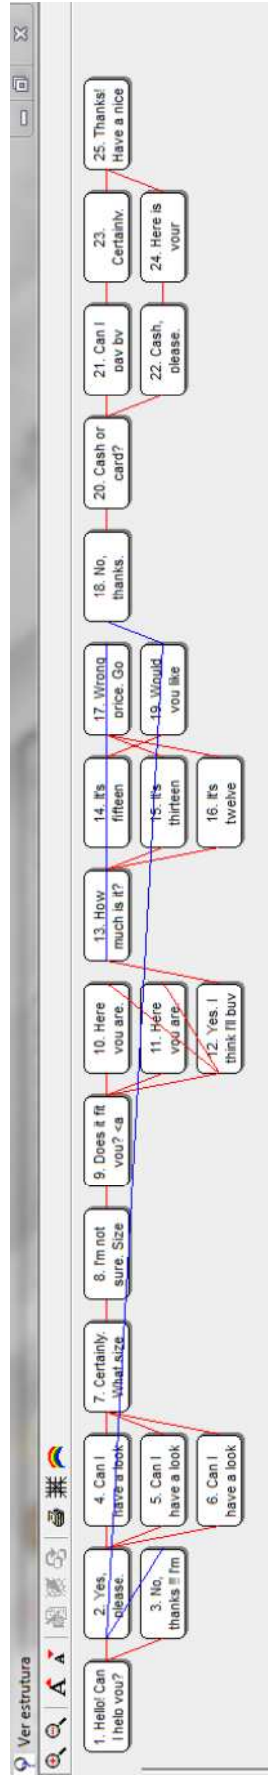 Ver estrutura
1. Hello! Can
I help you?
2. Yes,
please.
3. No,
thanks !! I'm
4. Can I
have a look
5. Can I
have a look
6. Can I
have a look
7. Certainly.
What size
8. I'm not
sure. Size
9. Does it fit
you? <a
10. Here
you are.
11. Here
you are.
12. Yes. I
think I'll buy
13. How
much is it?
14. It's
fifteen
15. It's
thirteen
16. It's
twelve
17. Wrong
price. Go
18. No,
thanks.
19. Would
you like
20. Cash or
card?
21. Can I
pay by
22. Cash,
please.
23.
Certainly.
24. Here is
your
25. Thanks!
Have a nice